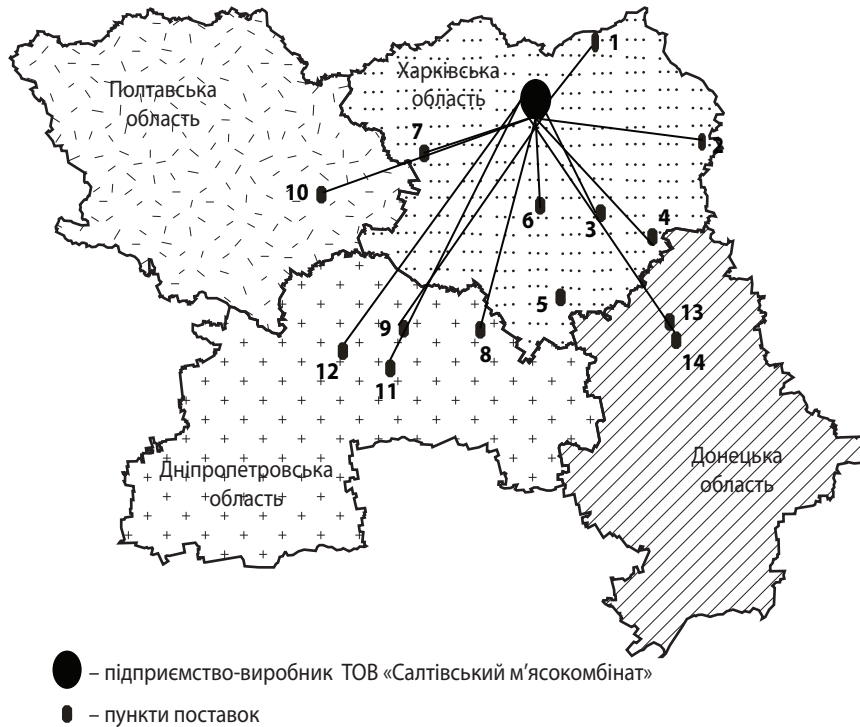 1
Харківська
область
Полтавська
область
7
2
10
6
3
4
5
13
9
8
14
12
11
Дніпропетровська
область
Донецька
область
– підприємство-виробник ТОВ «Салтівський м’ясокомбінат»
– пункти поставок